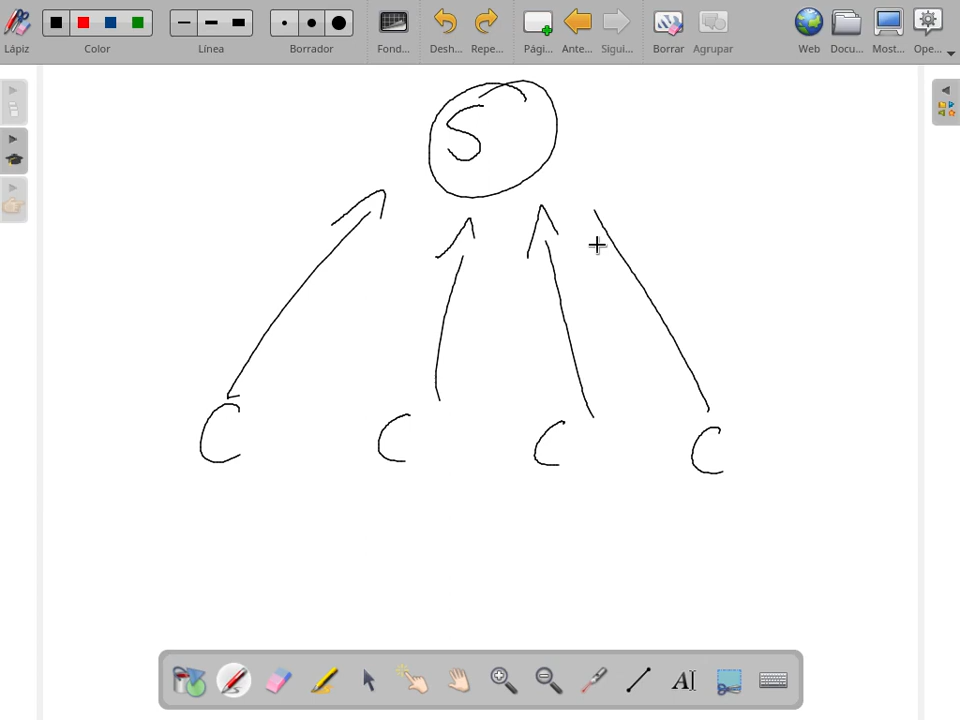 Lápiz Color Línea Borrador Fond... Desh... Repe... Pági... Ante... Sigui... Borrar Agrupar Web Docu... Most... Ope...
S
C C C C
A